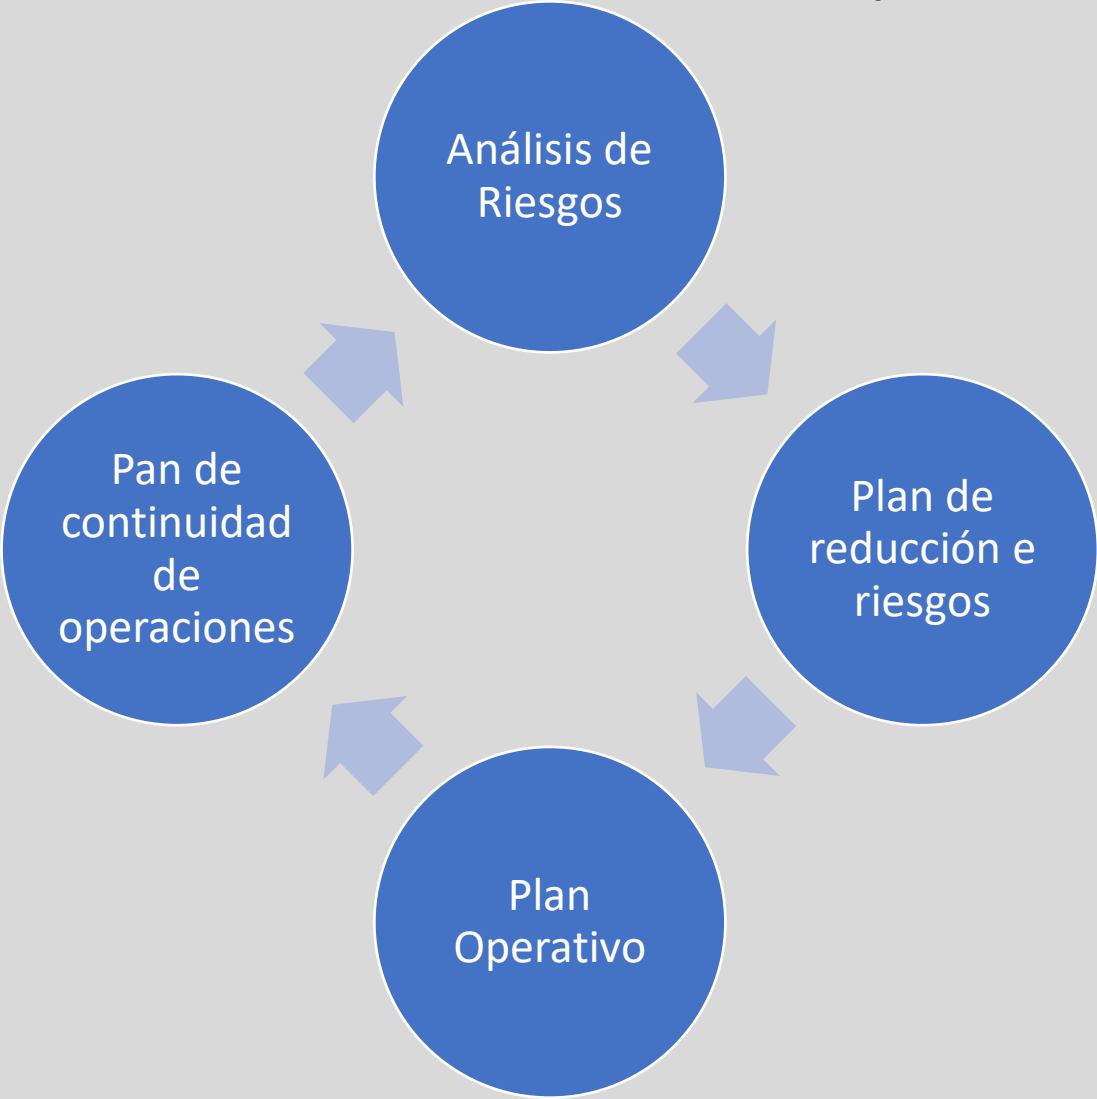 Análisis de
Riesgos
Plan de
reducción e
riesgos
Plan
Operativo
Pan de
continuidad
de
operaciones